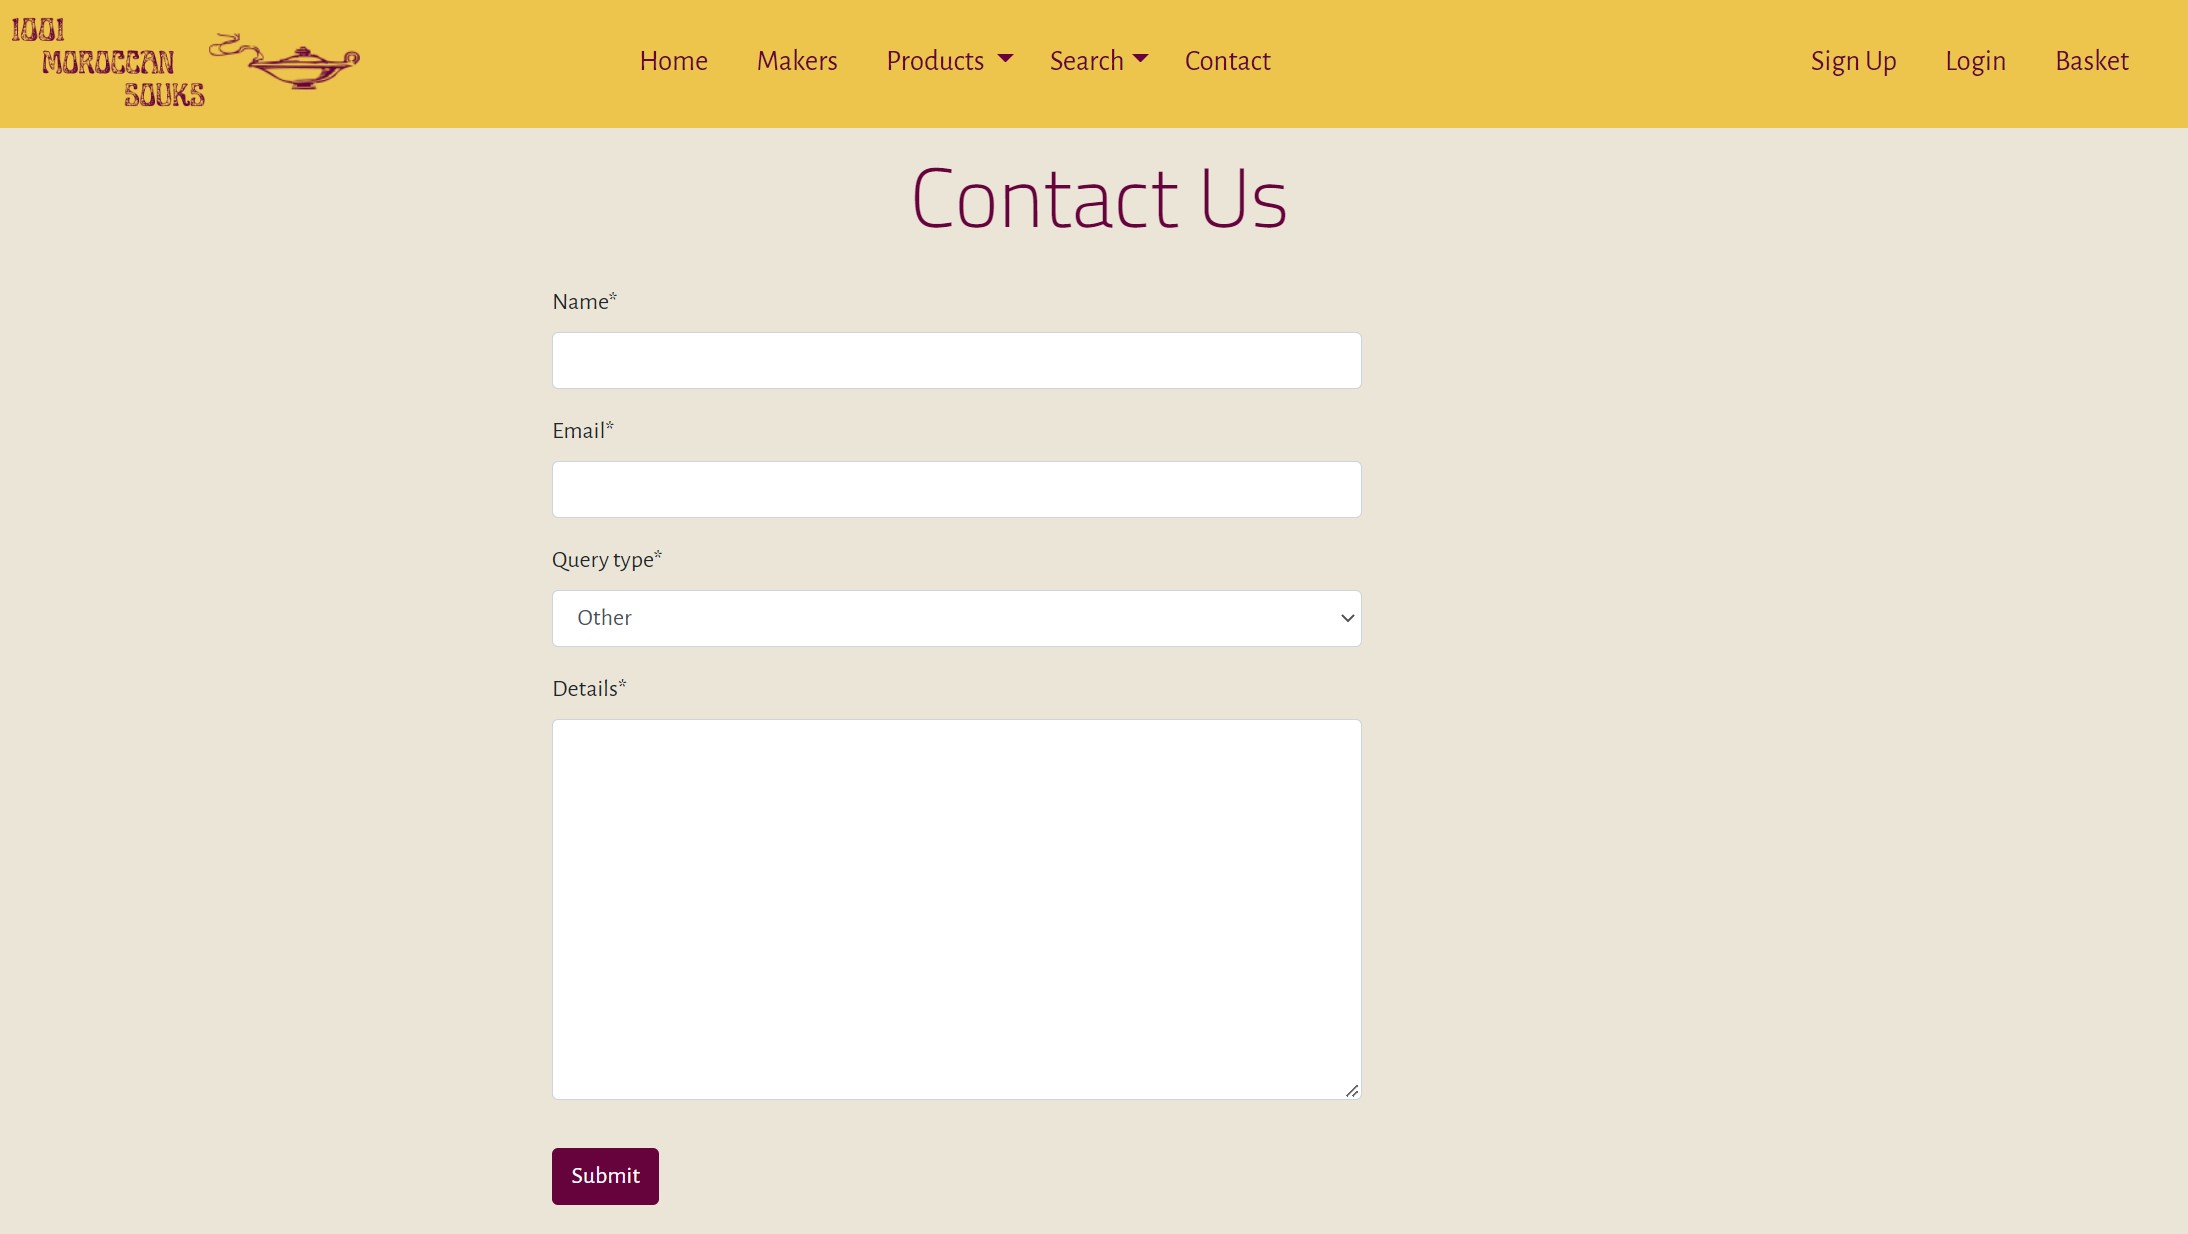 1001
MOROCCAN
SOUKS
Home Makers Products Search Contact
Sign Up Login Basket
Contact Us
Name*
Email*
Query type*
Other
Details*
Submit